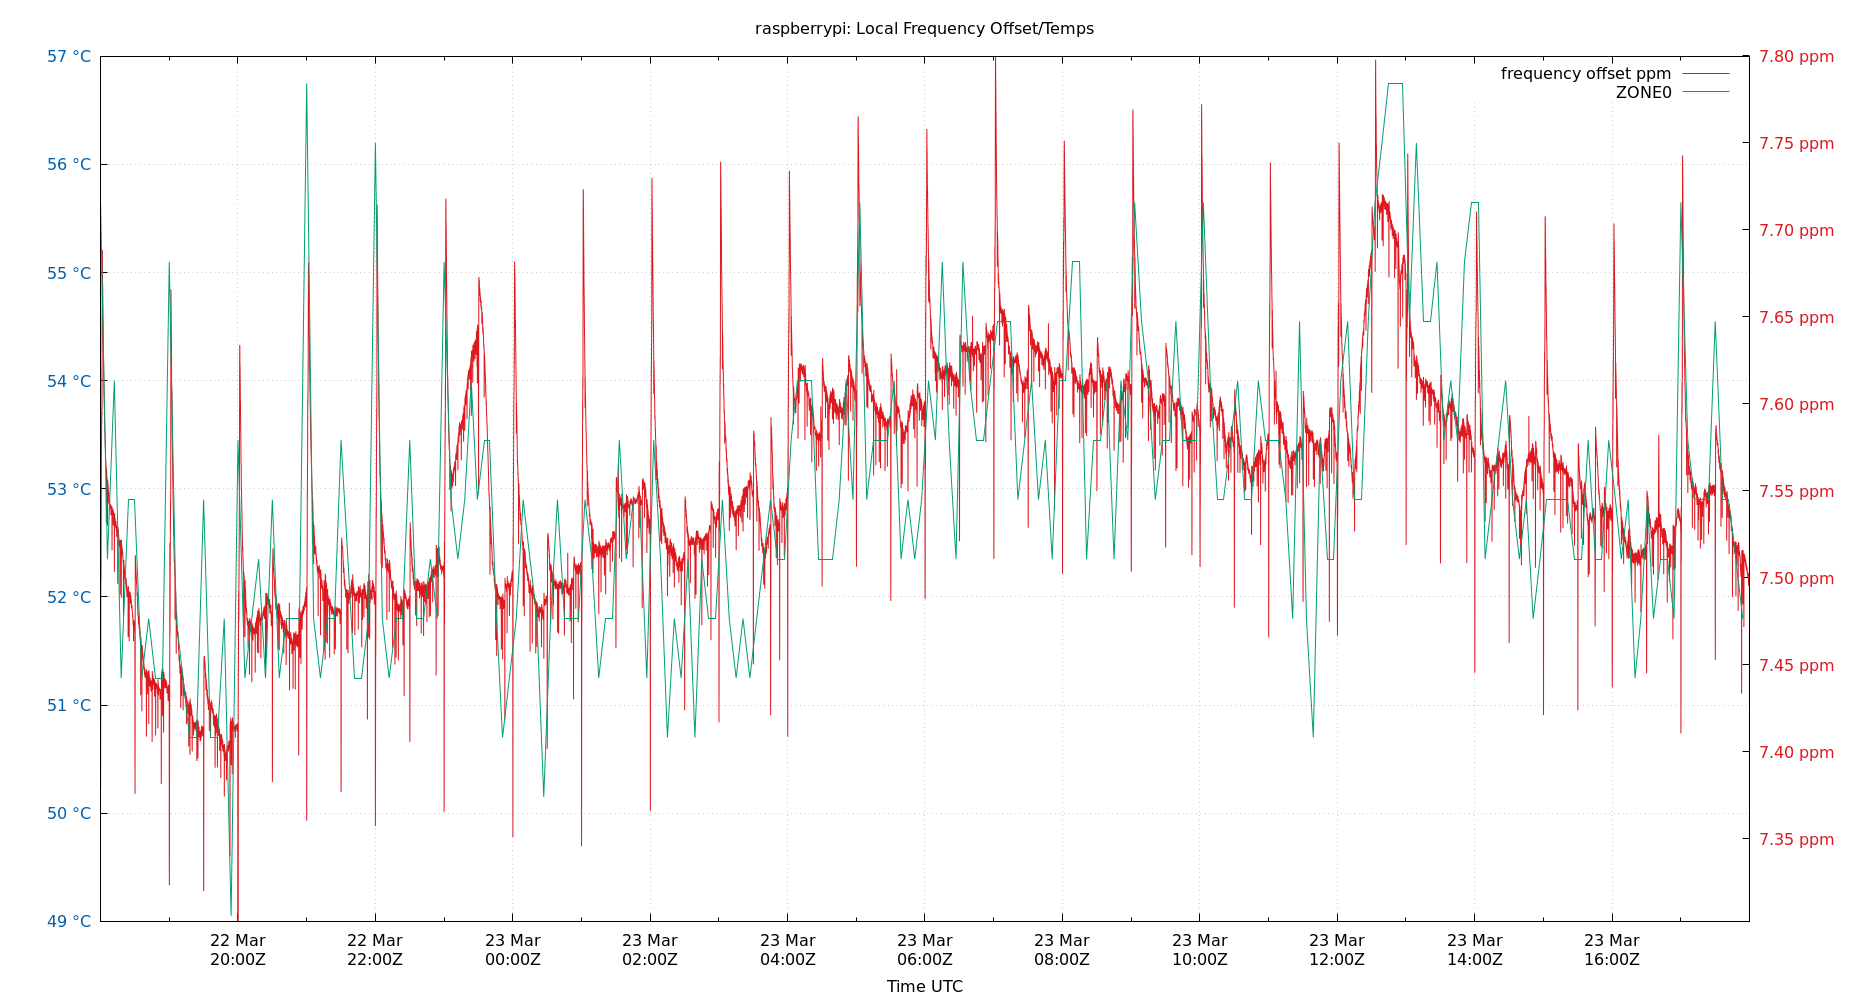 raspberrypi: Local Frequency Offset/Temps
57 °C
56 °C
55 °C
54 °C
53 °C
52 °C
51 °C
50 °C
49 °C
7.80 ppm
7.75 ppm
7.70 ppm
7.65 ppm
7.60 ppm
7.55 ppm
7.50 ppm
7.45 ppm
7.40 ppm
7.35 ppm
frequency offset ppm
ZONE0
22 Mar
20:00Z
22 Mar
22:00Z
23 Mar
00:00Z
23 Mar
02:00Z
23 Mar
04:00Z
23 Mar
06:00Z
23 Mar
08:00Z
23 Mar
10:00Z
23 Mar
12:00Z
23 Mar
14:00Z
23 Mar
16:00Z
Time UTC